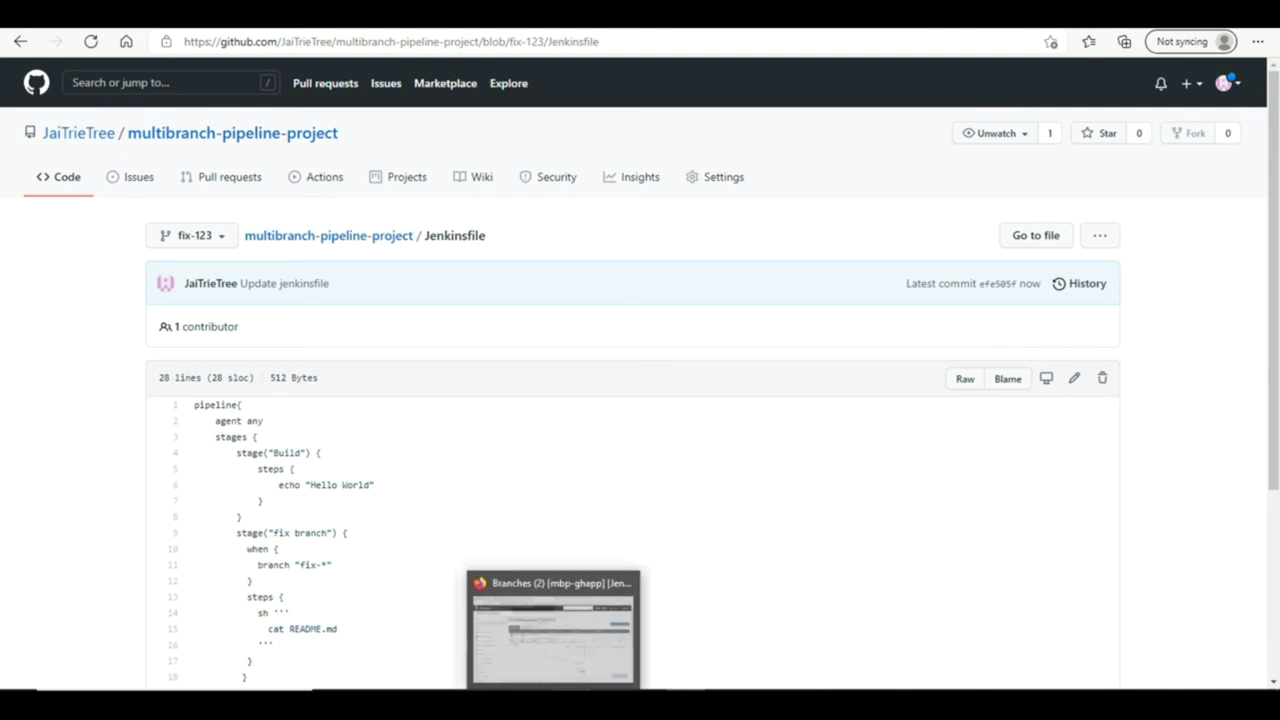 https://github.com/JaiTrieTree/multibranch-pipeline-project/blob/fix-123/Jenkinsfile
Not syncing
Search or jump to...
/
Pull requests Issues Marketplace Explore
JaiTrieTree / multibranch-pipeline-project
Unwatch 1 Star 0 Fork 0
Code Issues Pull requests Actions Projects Wiki Security Insights Settings
fix-123 multibranch-pipeline-project / Jenkinsfile Go to file ...
JaiTrieTree Update jenkinsfile Latest commit efe505f now History
1 contributor
28 lines (28 sloc) 512 Bytes Raw Blame
1 pipeline{
2 agent any
3 stages {
4 stage("Build") {
5 steps {
6 echo "Hello World"
7 }
8 }
9 stage("fix branch") {
10 when {
11 branch "fix-*"
12 }
13 steps {
14 sh '''
15 cat README.md
16 '''
17 }
18 }
Branches (2) [mbp-ghapp] [Jen...